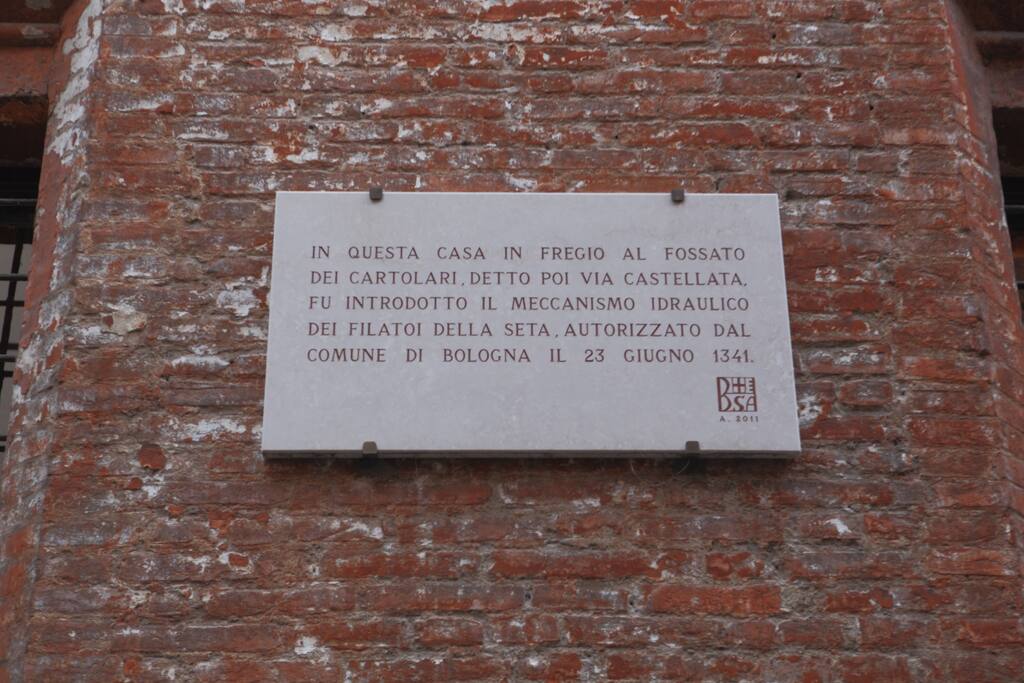 IN QUESTA CASA IN FREGIO AL FOSSATO
DEI CARTOLARI, DETTO POI VIA CASTELLATA,
FU INTRODOTTO IL MECCANISMO IDRAULICO
DEI FILATOI DELLA SETA, AUTORIZZATO DAL
COMUNE DI BOLOGNA IL 23 GIUGNO 1341.
BSA
A. 2011